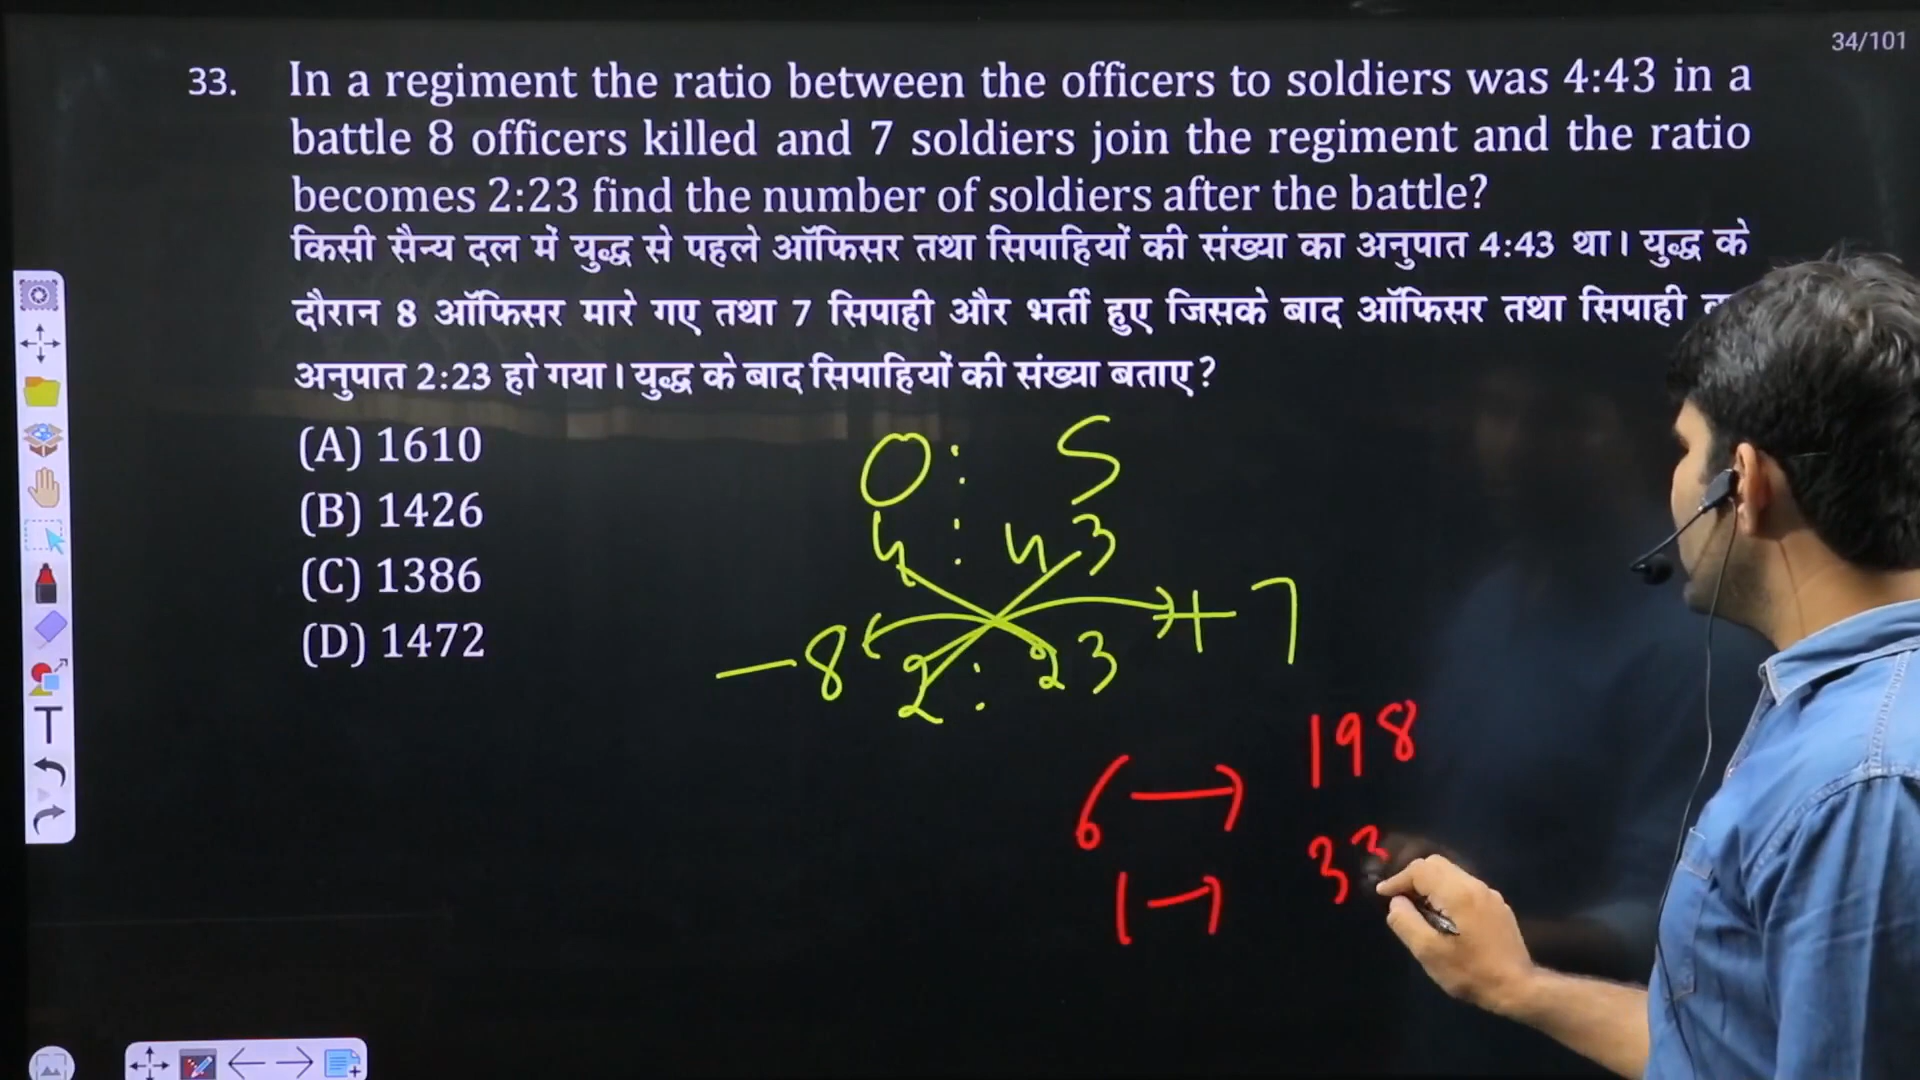 34/101
33. In a regiment the ratio between the officers to soldiers was 4:43 in a
battle 8 officers killed and 7 soldiers join the regiment and the ratio
becomes 2:23 find the number of soldiers after the battle?
किसी सैन्य दल में युद्ध से पहले ऑफिसर तथा सिपाहियों की संख्या का अनुपात 4:43 था। युद्ध के
दौरान 8 ऑफिसर मारे गए तथा 7 सिपाही और भर्ती हुए जिसके बाद ऑफिसर तथा सिपाही
अनुपात 2:23 हो गया। युद्ध के बाद सिपाहियों की संख्या बताए?
(A) 1610
(B) 1426
(C) 1386
(D) 1472
O : S
4 : 43
-8 2 : 23 +7
6 → 198
1 → 33
T